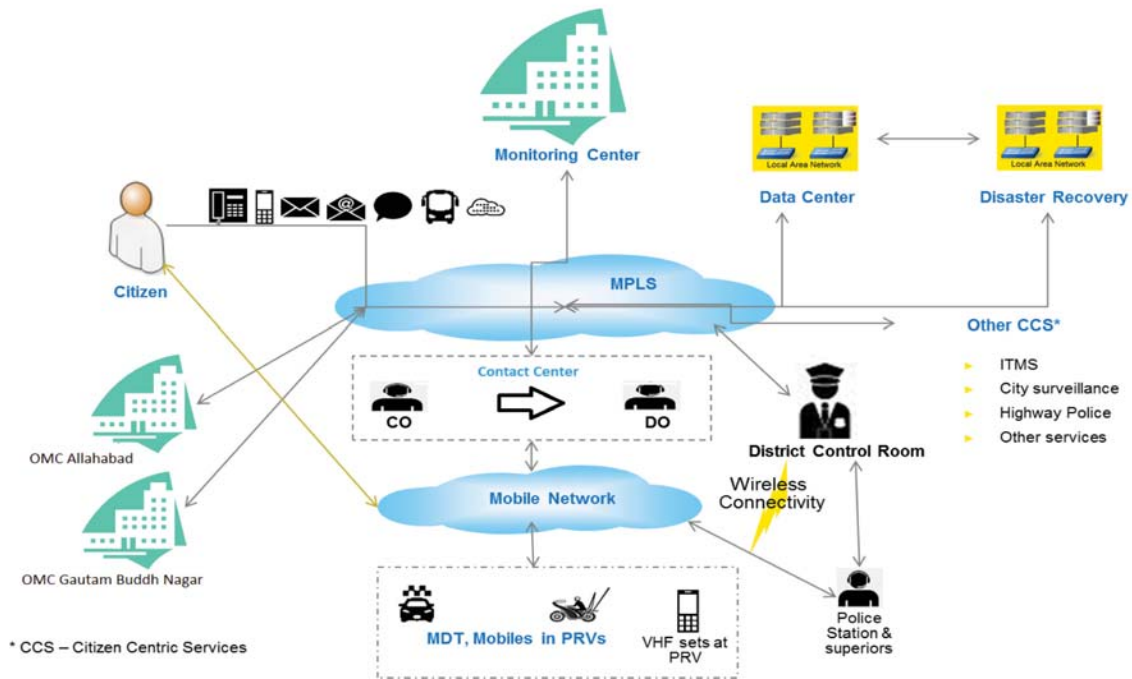 Monitoring Center
Local Area Network
Local Area Network
Data Center
Disaster Recovery
@
Citizen
MPLS
Other CCS*
ITMS
City surveillance
Highway Police
Other services
Contact Center
CO
DO
District Control Room
OMC Allahabad
Wireless
Connectivity
Mobile Network
OMC Gautam Buddh Nagar
MDT, Mobiles in PRVs
VHF sets at
PRV
Police
Station &
superiors
* CCS – Citizen Centric Services